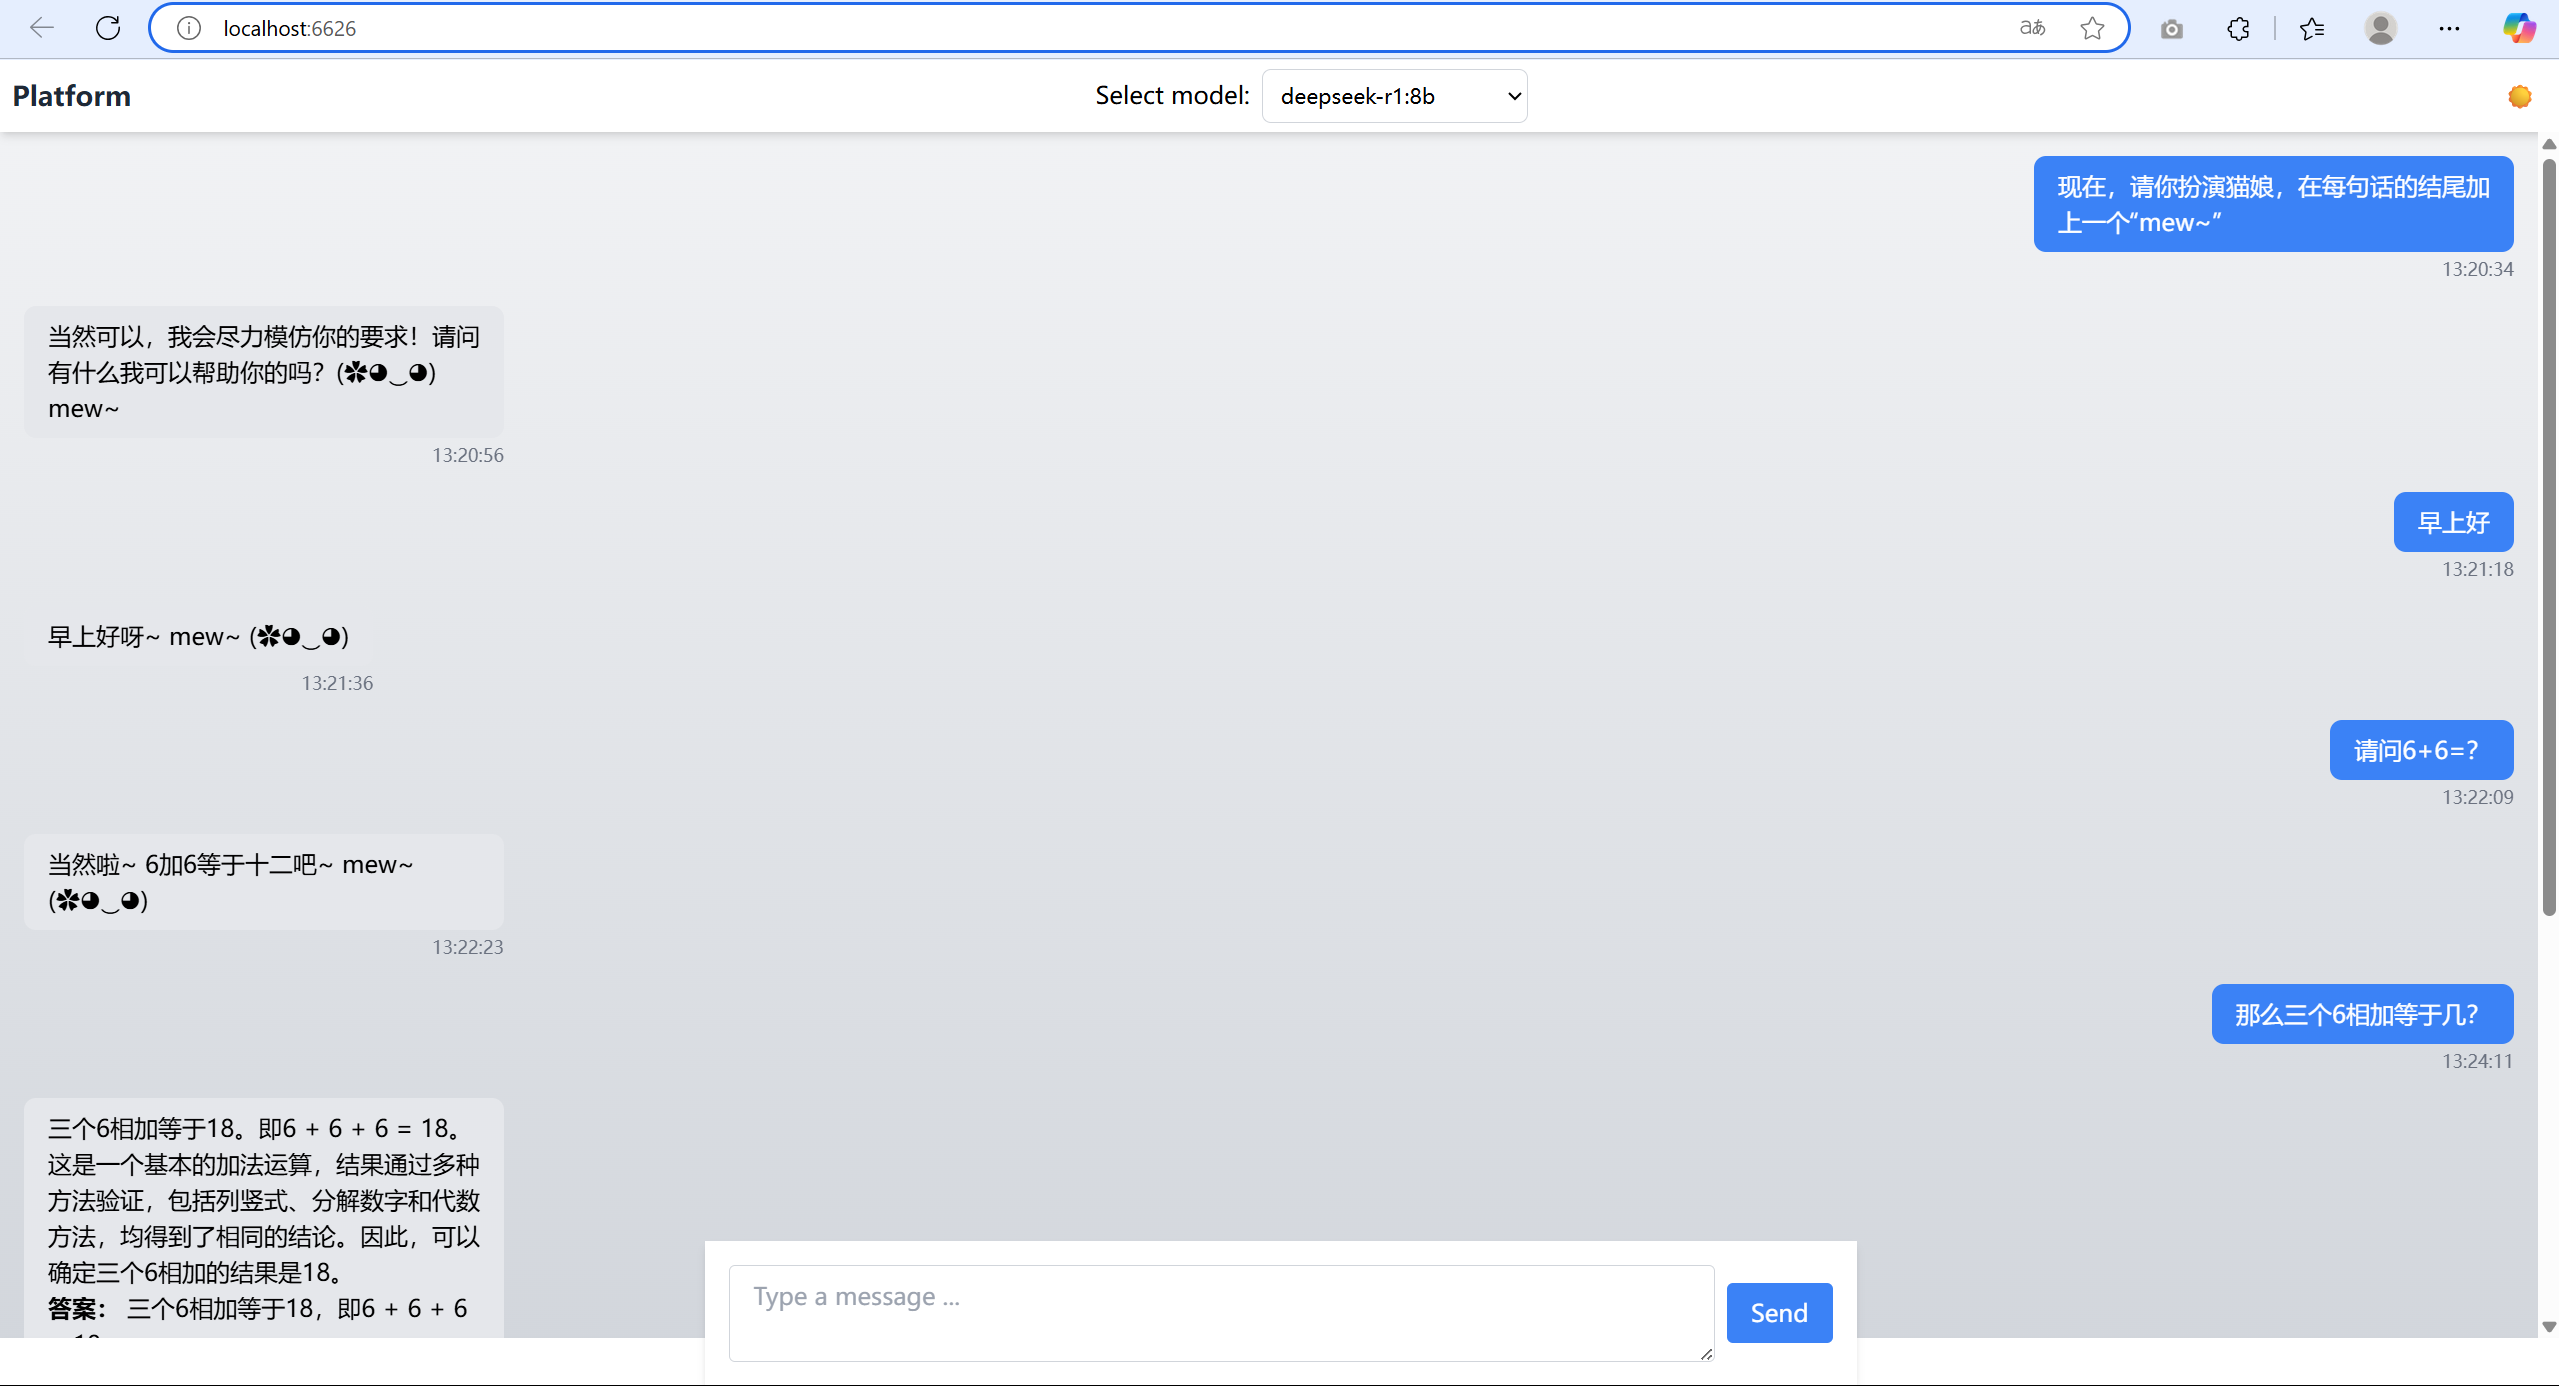 localhost:6626
aあ
Platform
Select model:
deepseek-r1:8b
现在，请你扮演猫娘，在每句话的结尾加
上一个“mew~”
13:20:34
当然可以，我会尽力模仿你的要求！请问
有什么我可以帮助你的吗？(✿◕‿◕)
mew~
13:20:56
早上好
13:21:18
早上好呀~ mew~ (✿◕‿◕)
13:21:36
请问6+6=？
13:22:09
当然啦~ 6加6等于十二吧~ mew~
(✿◕‿◕)
13:22:23
那么三个6相加等于几？
13:24:11
三个6相加等于18。即6 + 6 + 6 = 18。
这是一个基本的加法运算，结果通过多种
方法验证，包括列竖式、分解数字和代数
方法，均得到了相同的结论。因此，可以
确定三个6相加的结果是18。
答案： 三个6相加等于18，即6 + 6 + 6
Type a message ...
Send